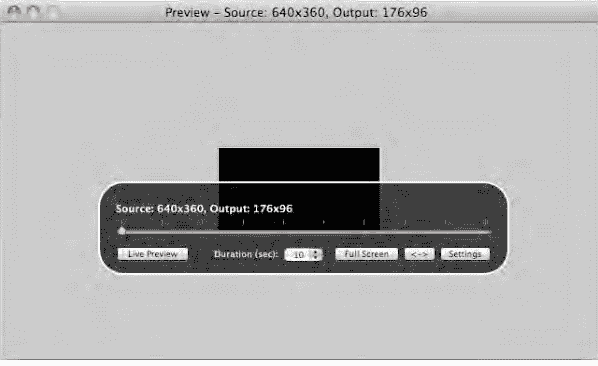 Preview – Source: 640x360, Output: 176x96
Source: 640x360, Output: 176x96
Live Preview Duration (sec): 10 Full Screen <-> Settings